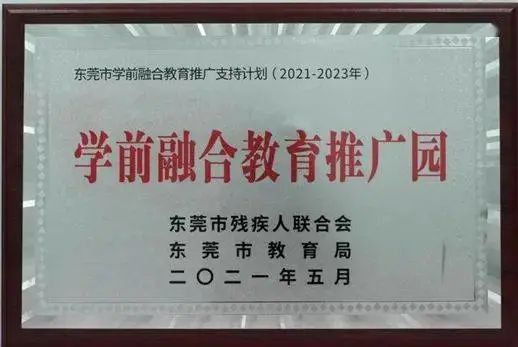 东莞市学前融合教育推广支持计划（2021-2023年）
学前融合教育推广园
东莞市残疾人联合会
东莞市教育局
二〇二一年五月